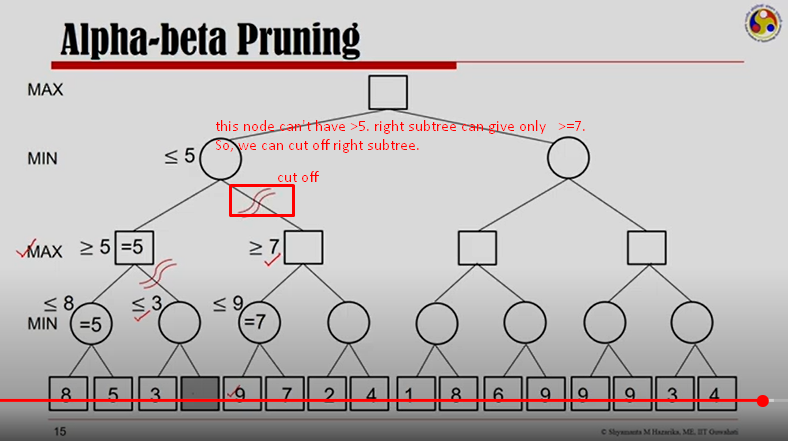 Alpha-beta Pruning
MAX
this node can't have >5. right subtree can give only >=7.
So, we can cut off right subtree.
MIN
≤ 5
cut off
MAX
≥ 5
=5
≥ 7
≤ 8
≤ 3
≤ 9
MIN
=5
=7
8 5 3 9 7 2 4 1 8 6 9 9 9 3 4
15
© Shyamanta M Hazarika, ME, IIT Guwahati